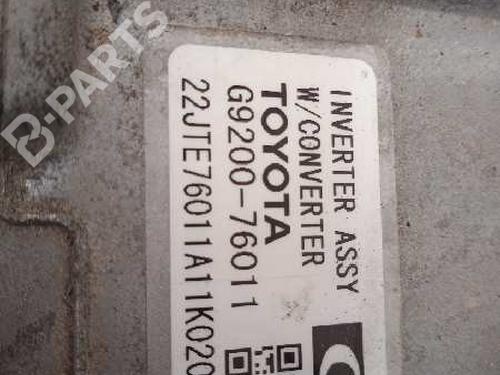 INVERTER ASSY
W/CONVERTER
TOYOTA
G9200-76011
22JTE76011A11K020
B-PARTS